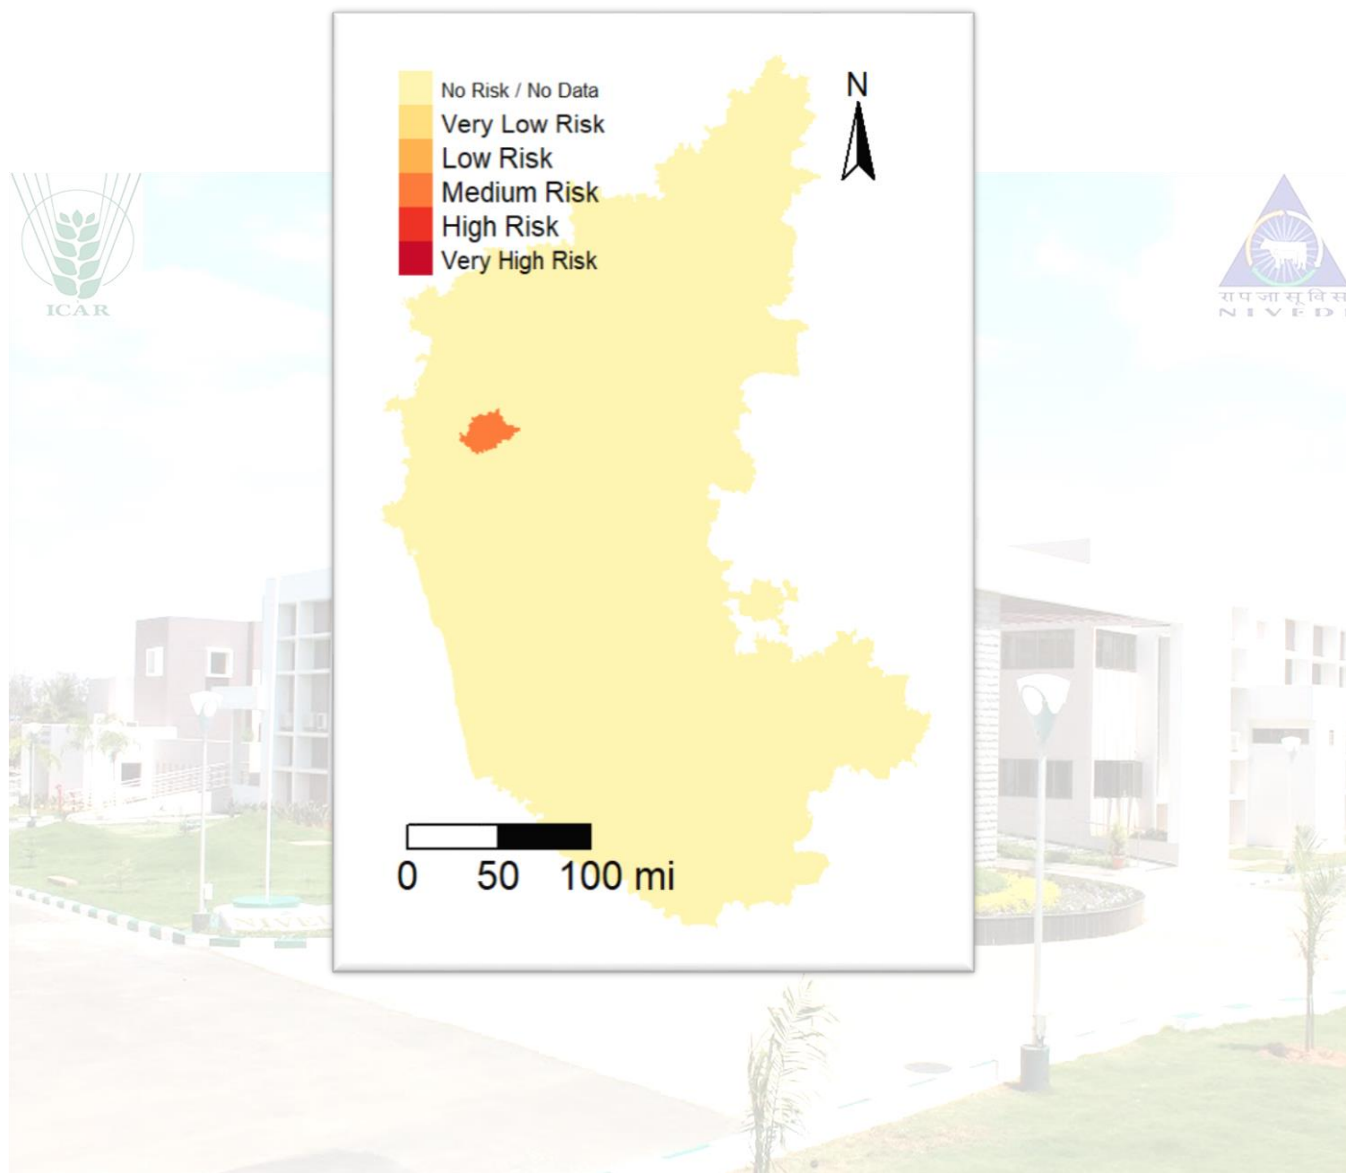 No Risk / No Data
Very Low Risk
Low Risk
Medium Risk
High Risk
Very High Risk
N
ICAR
रा प जा सू वि स
NIVEDI
0 50 100 mi